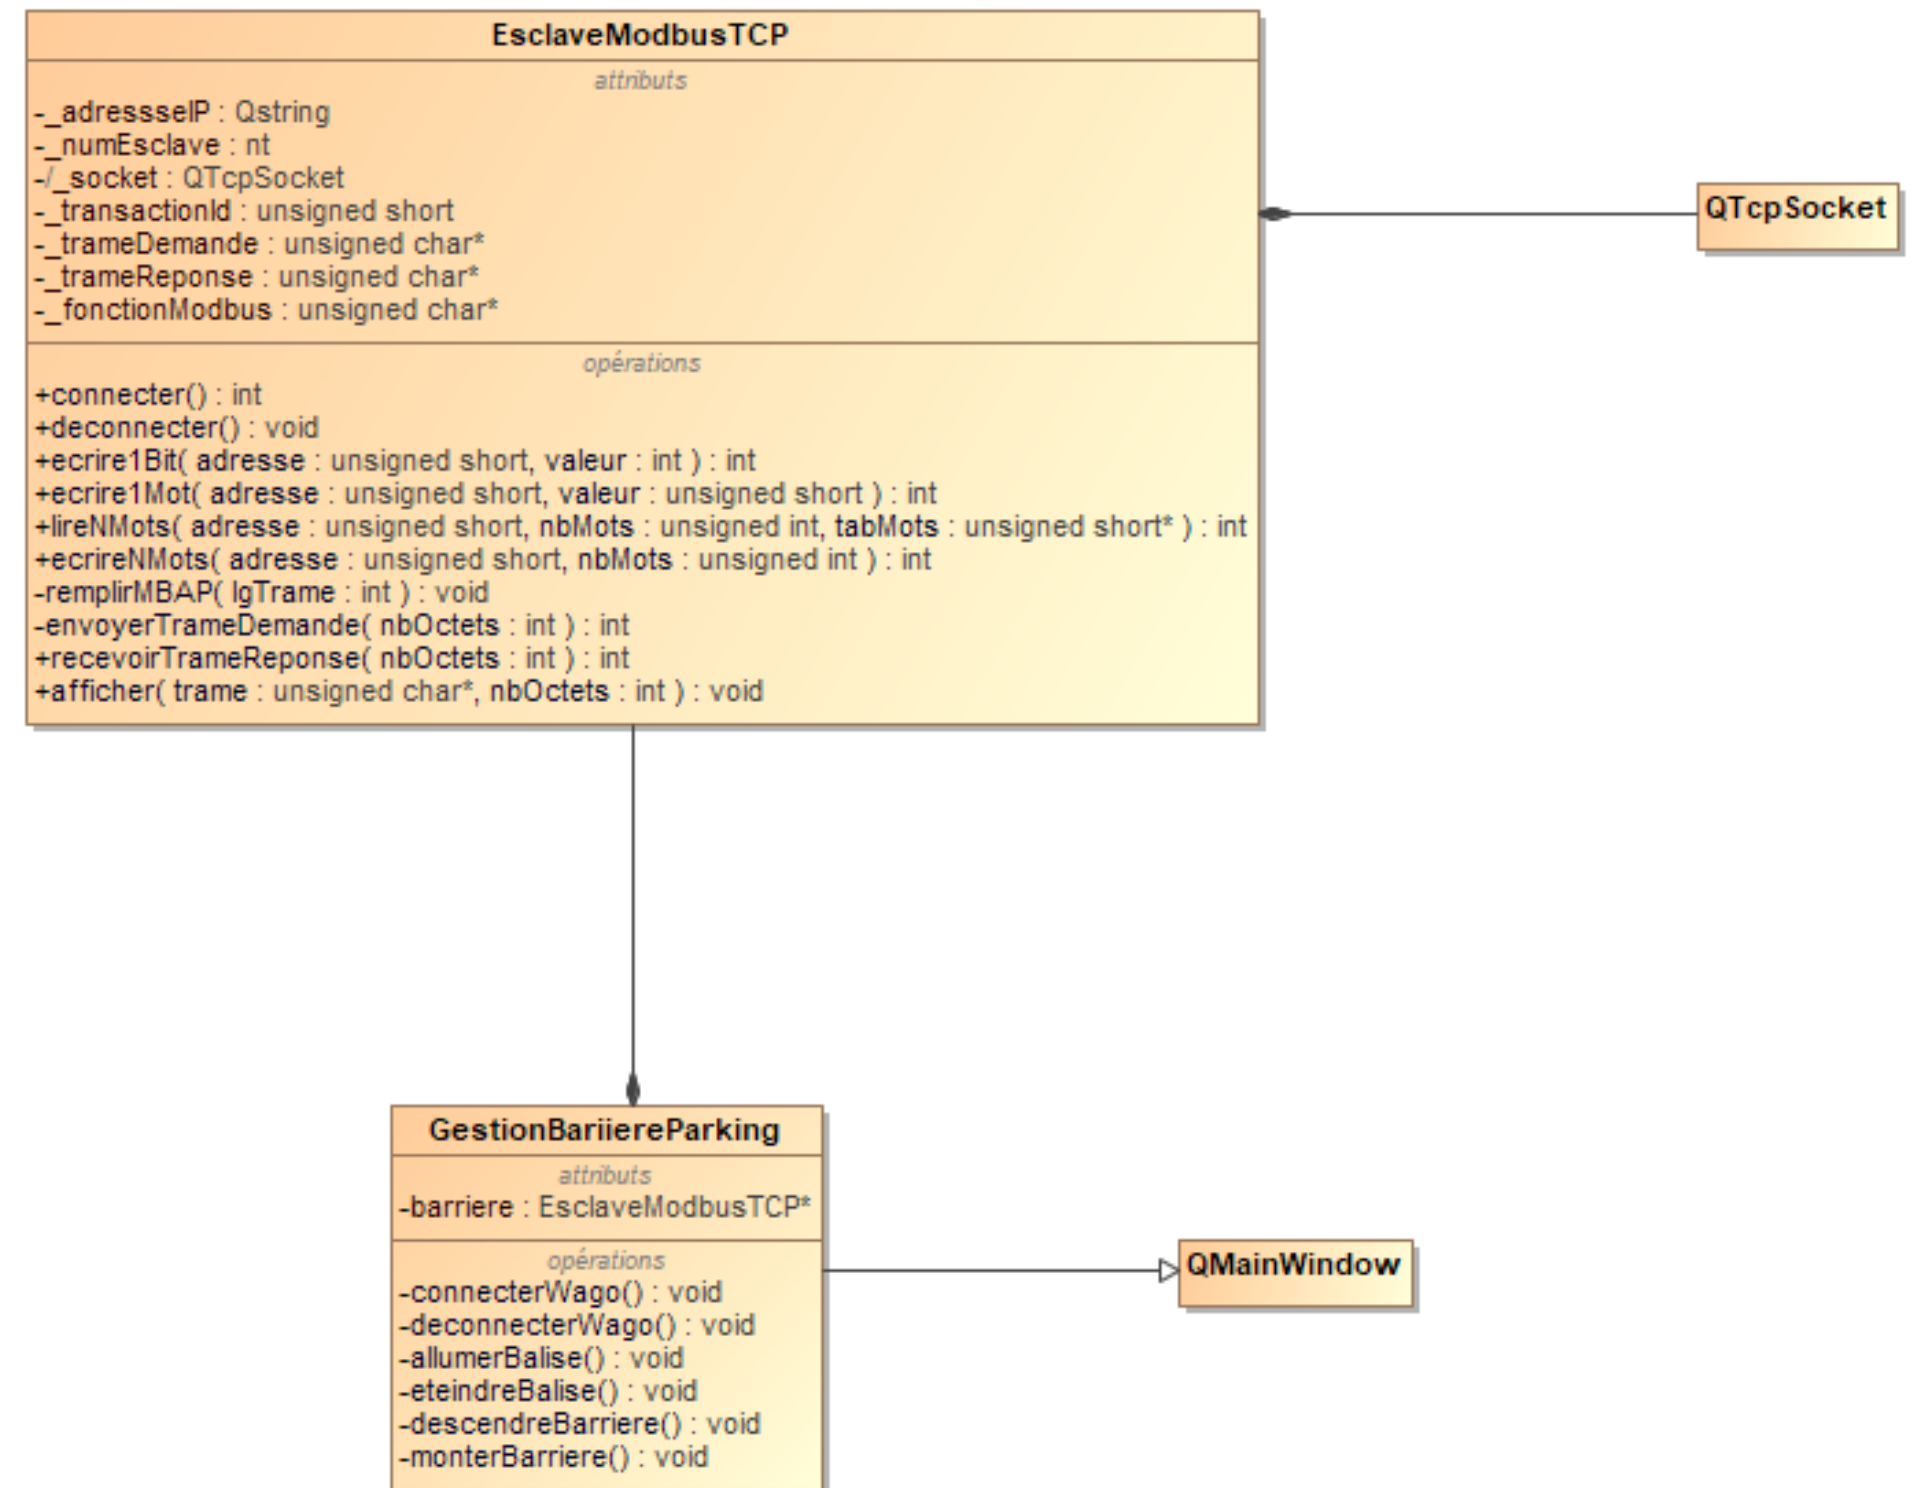 EsclaveModbusTCP
attributs
-_adressseIP : Qstring
-_numEsclave : nt
-/_socket : QTcpSocket
-_transactionId : unsigned short
-_trameDemande : unsigned char*
-_trameReponse : unsigned char*
-_fonctionModbus : unsigned char*
opérations
+connecter() : int
+deconnecter() : void
+ecrire1Bit( adresse : unsigned short, valeur : int ) : int
+ecrire1Mot( adresse : unsigned short, valeur : unsigned short ) : int
+lireNMots( adresse : unsigned short, nbMots : unsigned int, tabMots : unsigned short* ) : int
+ecrireNMots( adresse : unsigned short, nbMots : unsigned int ) : int
-remplirMBAP( lgTrame : int ) : void
-envoyerTrameDemande( nbOctets : int ) : int
+recevoirTrameReponse( nbOctets : int ) : int
+afficher( trame : unsigned char*, nbOctets : int ) : void
QTcpSocket
GestionBariiereParking
attributs
-barriere : EsclaveModbusTCP*
opérations
-connecterWago() : void
-deconnecterWago() : void
-allumerBalise() : void
-eteindreBalise() : void
-descendreBarriere() : void
-monterBarriere() : void
QMainWindow